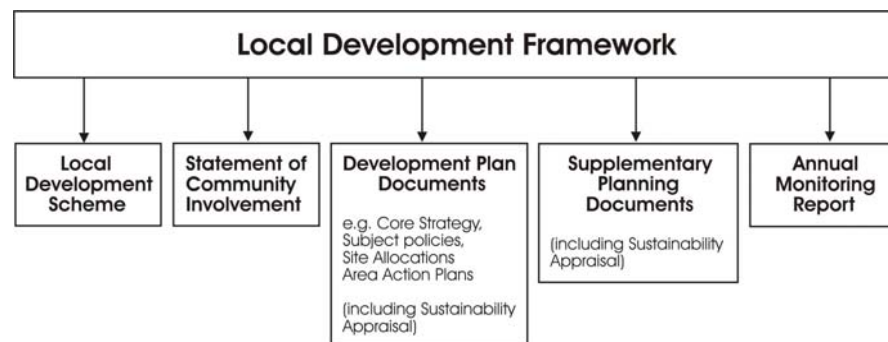 Local Development Framework
Local
Development
Scheme
Statement of
Community
Involvement
Development Plan
Documents
e.g. Core Strategy,
Subject policies,
Site Allocations
Area Action Plans
(including Sustainability
Appraisal)
Supplementary
Planning
Documents
(including Sustainability
Appraisal)
Annual
Monitoring
Report